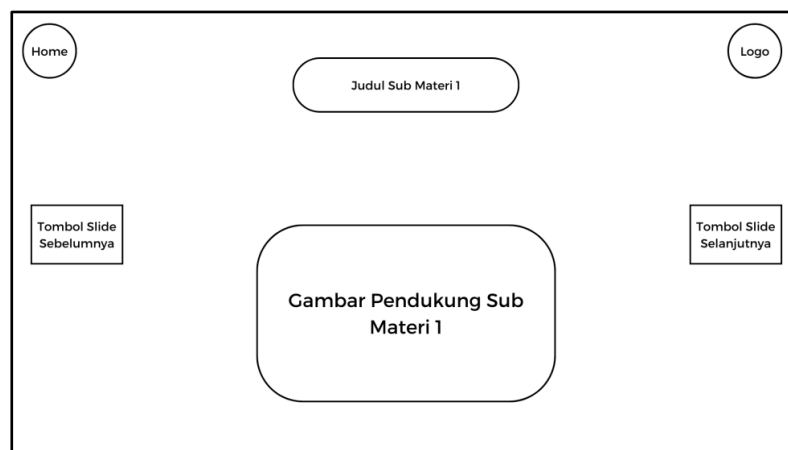 Home
Logo
Judul Sub Materi 1
Tombol Slide
Sebelumnya
Tombol Slide
Selanjutnya
Gambar Pendukung Sub
Materi 1